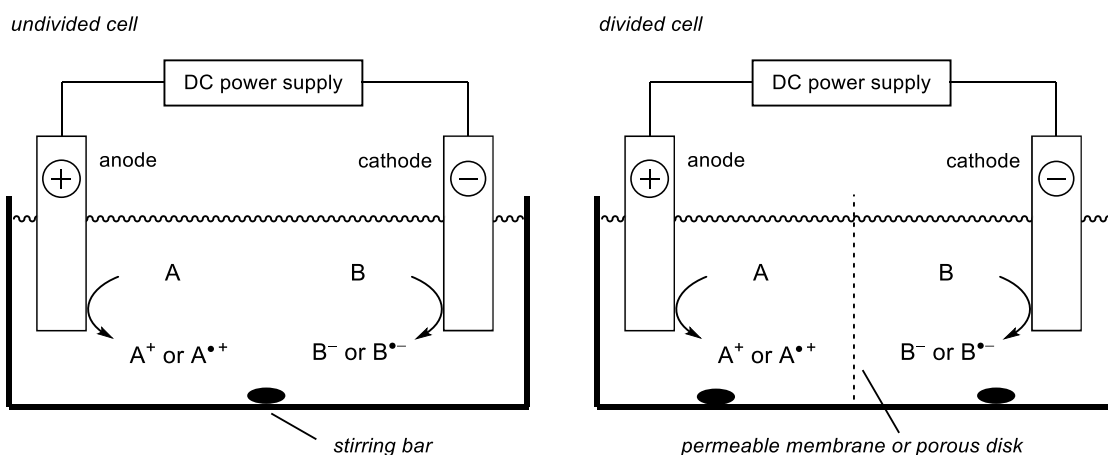 undivided cell
DC power supply
anode
cathode
+
−
A
B
A⁺ or A•⁺
B⁻ or B•⁻
stirring bar
divided cell
DC power supply
anode
cathode
+
−
A
B
A⁺ or A•⁺
B⁻ or B•⁻
permeable membrane or porous disk